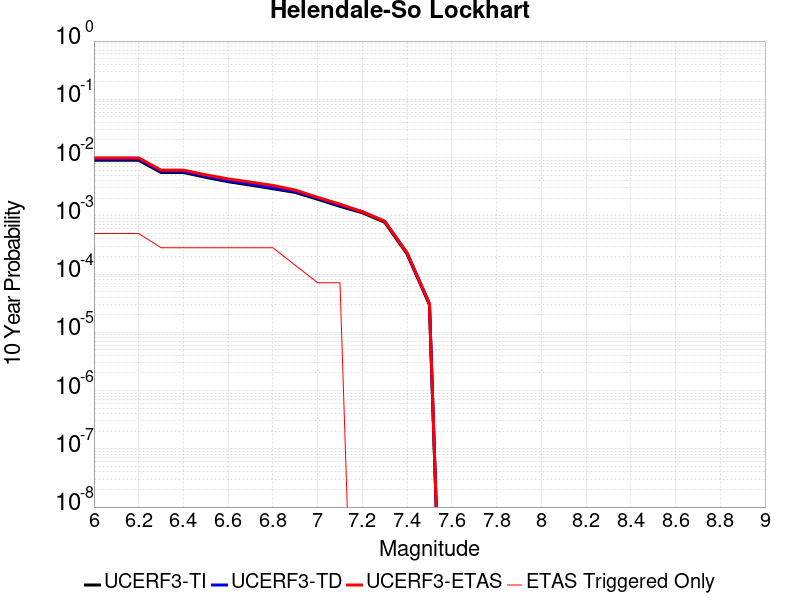 Helendale-So Lockhart
10 0
10 -1
10 -2
10 -3
10 -4
10 -5
10 -6
10 -7
10 -8
10 Year Probability
6 6.2 6.4 6.6 6.8 7 7.2 7.4 7.6 7.8 8 8.2 8.4 8.6 8.8 9
Magnitude
UCERF3-TI UCERF3-TD UCERF3-ETAS ETAS Triggered Only